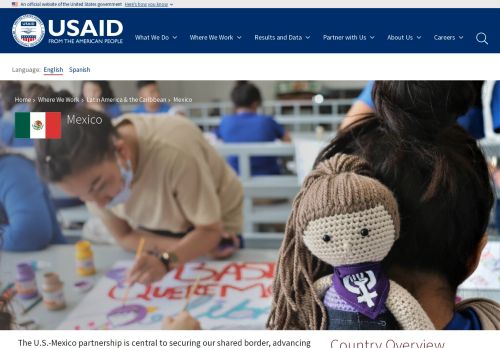 An official website of the United States government Here's how you know
USAID
FROM THE AMERICAN PEOPLE
What We Do
Where We Work
Results and Data
Partner with Us
About Us
Careers
Language: English Spanish
Home › Where We Work › Latin America & the Caribbean › Mexico
Mexico
QUEREMO
The U.S.-Mexico partnership is central to securing our shared border, advancing
Country Overview